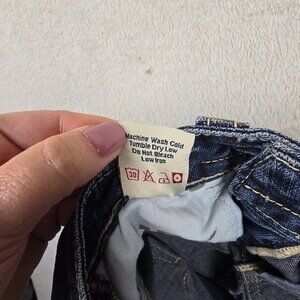 Machine Wash Cold
Tumble Dry Low
Do Not Bleach
Low Iron
30